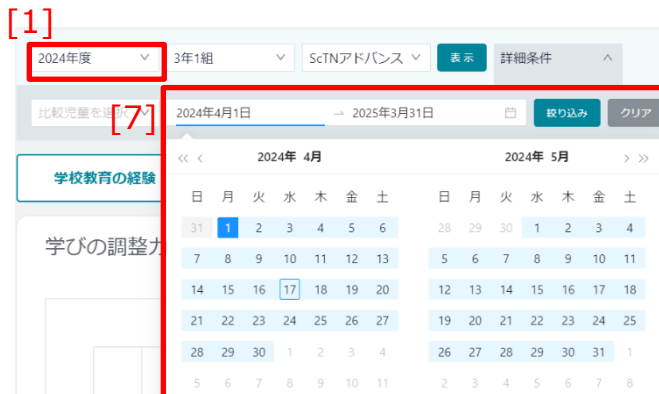 [1]
2024年度 3年1組 ScTNアドバンス 表示 詳細条件
比較児童を選択 [7] 2024年4月1日 → 2025年3月31日 絞り込み クリア
« < 2024年 4月 2024年 5月 > »
学校教育の経験
日 月 火 水 木 金 土 日 月 火 水 木 金 土
31 1 2 3 4 5 6 28 29 30 1 2 3 4
学びの調整
7 8 9 10 11 12 13 5 6 7 8 9 10 11
14 15 16 17 18 19 20 12 13 14 15 16 17 18
21 22 23 24 25 26 27 19 20 21 22 23 24 25
28 29 30 1 2 3 4 26 27 28 29 30 31 1
5 6 7 8 9 10 11 2 3 4 5 6 7 8